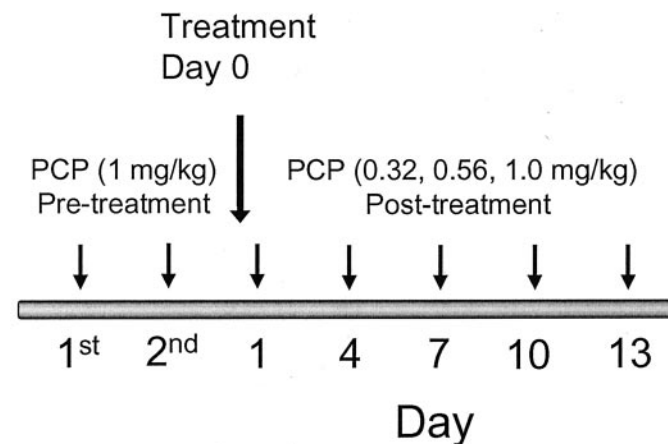 Treatment
Day 0
PCP (1 mg/kg)
Pre-treatment
PCP (0.32, 0.56, 1.0 mg/kg)
Post-treatment
1st 2nd 1 4 7 10 13
Day